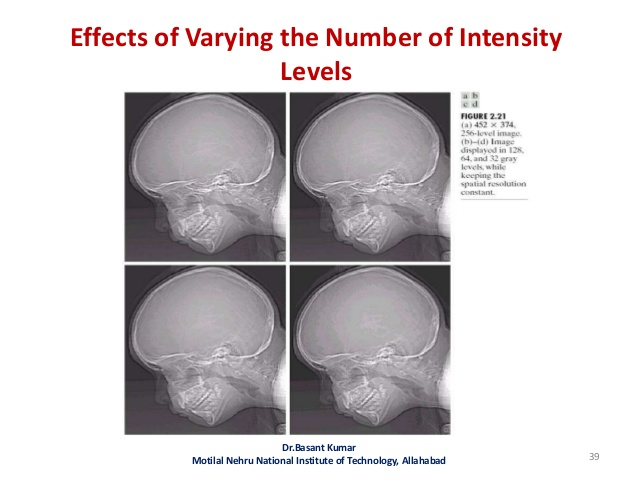 Effects of Varying the Number of Intensity
Levels
a b
c d
FIGURE 2.21
(a) 452 × 374,
256-level image.
(b)–(d) Image
displayed in 128,
64, and 32 gray
levels, while
keeping the
spatial resolution
constant.
Dr.Basant Kumar
Motilal Nehru National Institute of Technology, Allahabad
39